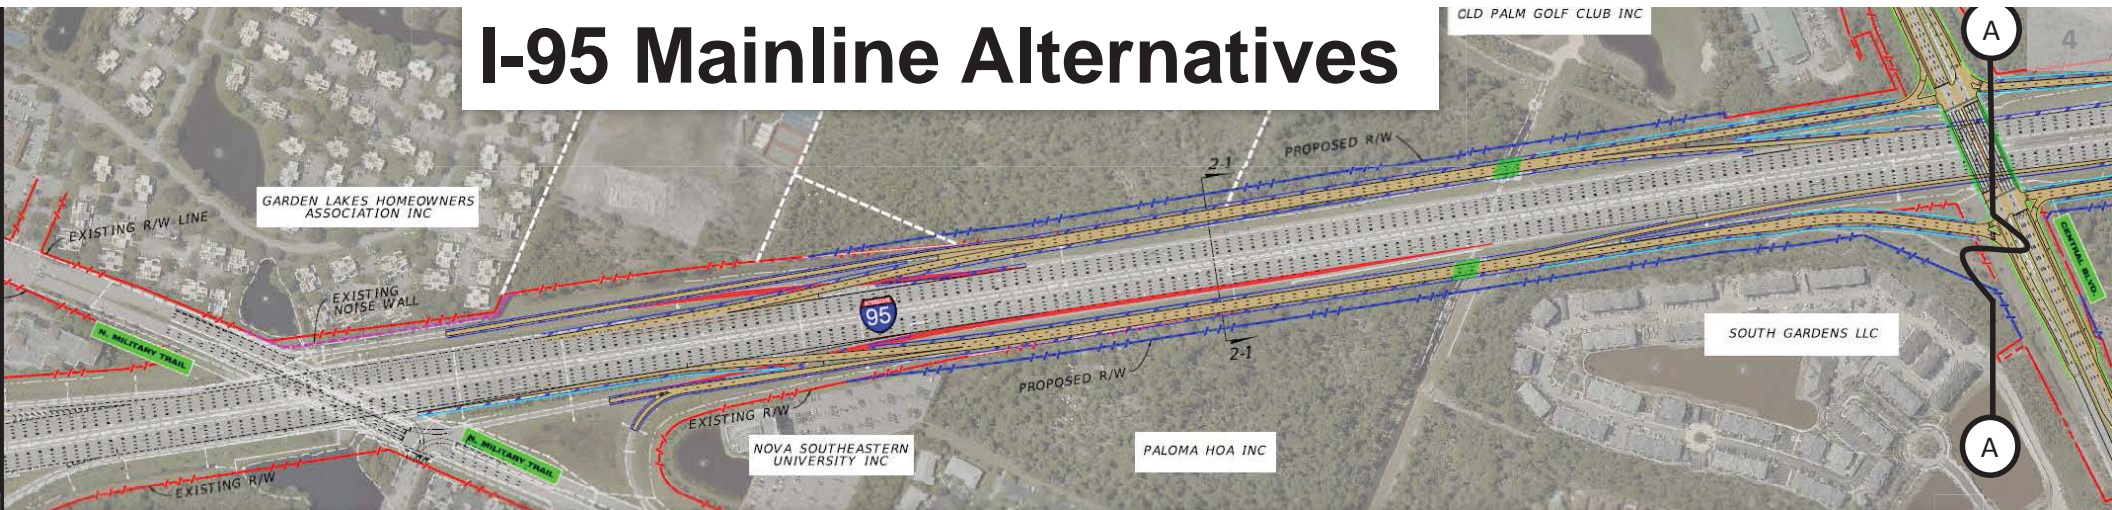 I-95 Mainline Alternatives
OLD PALM GOLF CLUB INC
A
4
2-1
PROPOSED R/W
GARDEN LAKES HOMEOWNERS
ASSOCIATION INC
EXISTING R/W LINE
EXISTING
NOISE WALL
INTERSTATE
95
CENTRAL BLVD.
N. MILITARY TRAIL
SOUTH GARDENS LLC
2-1
PROPOSED R/W
EXISTING R/W
N. MILITARY TRAIL
NOVA SOUTHEASTERN
UNIVERSITY INC
PALOMA HOA INC
A
EXISTING R/W